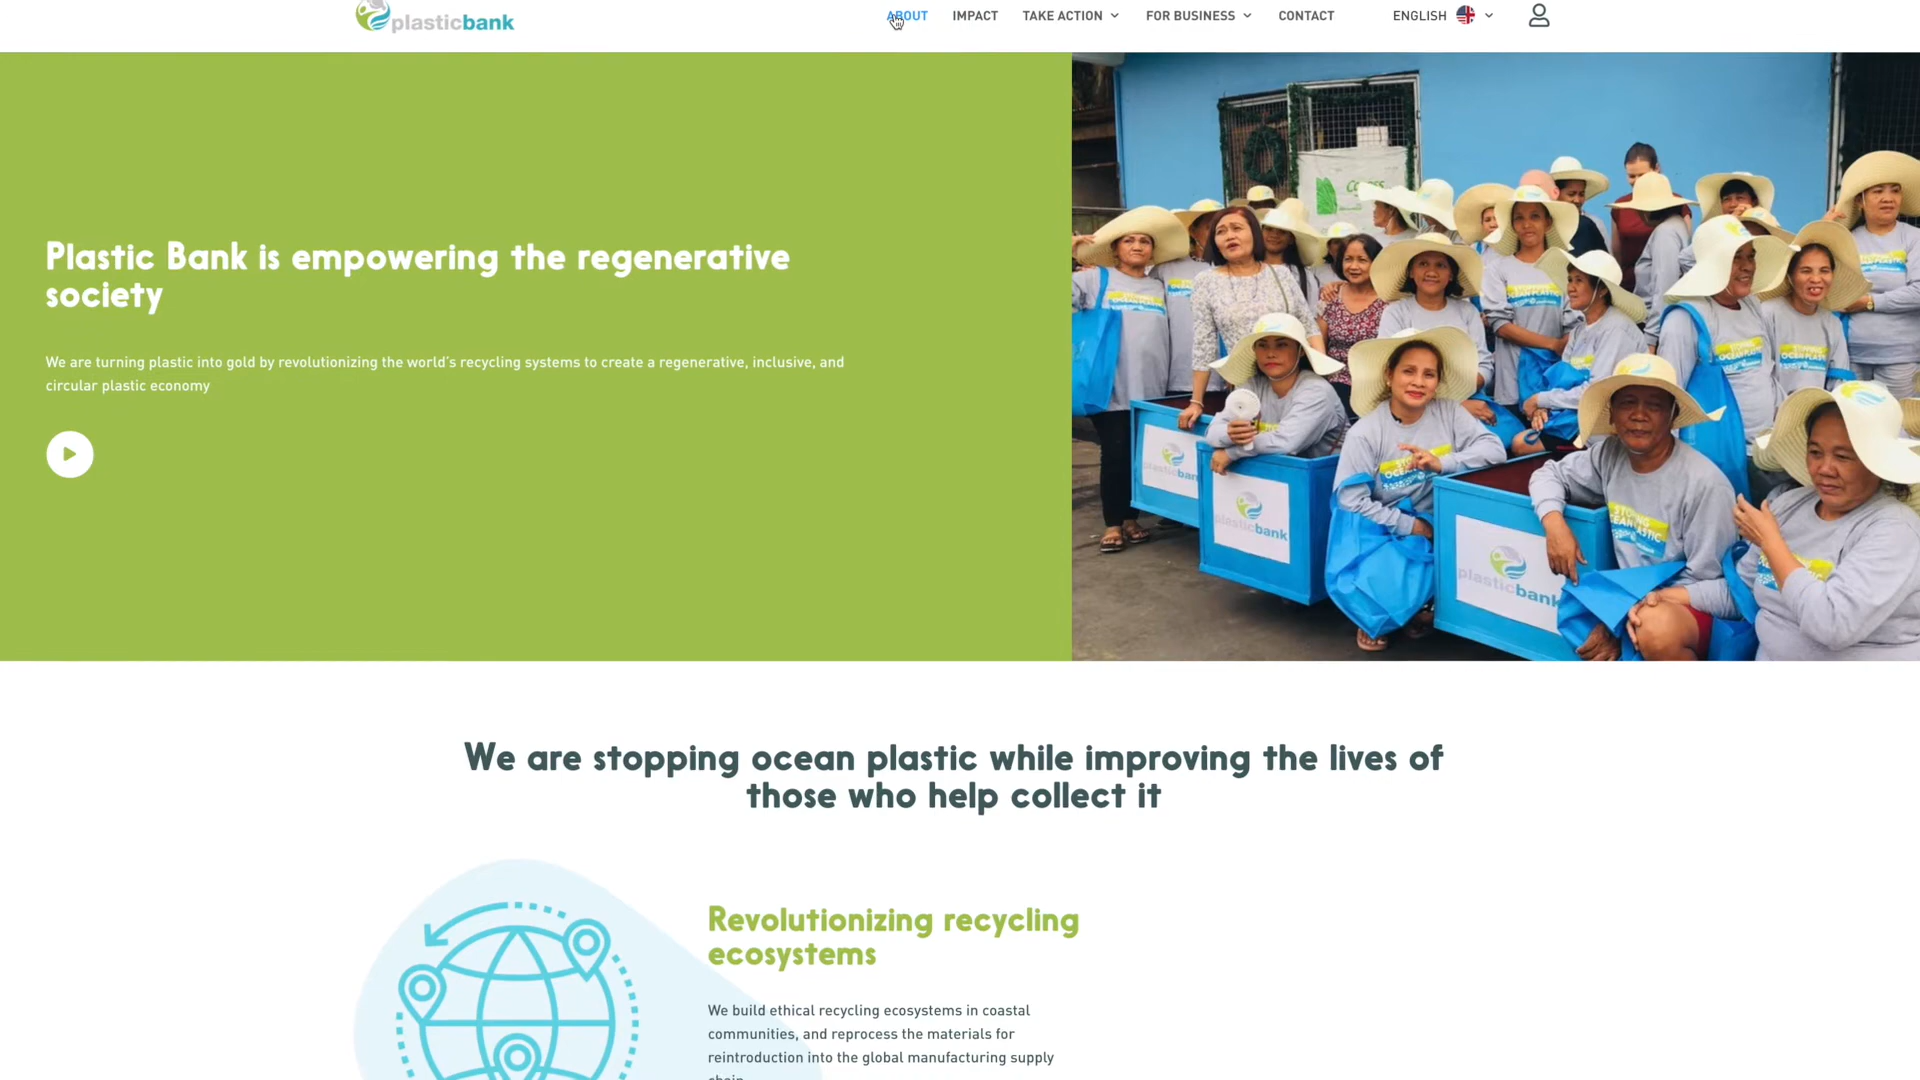 plasticbank
ABOUT
IMPACT
TAKE ACTION
FOR BUSINESS
CONTACT
ENGLISH
Plastic Bank is empowering the regenerative
society
We are turning plastic into gold by revolutionizing the world's recycling systems to create a regenerative, inclusive, and
circular plastic economy
plasticbank
plasticbank
We are stopping ocean plastic while improving the lives of
those who help collect it
Revolutionizing recycling
ecosystems
We build ethical recycling ecosystems in coastal
communities, and reprocess the materials for
reintroduction into the global manufacturing supply